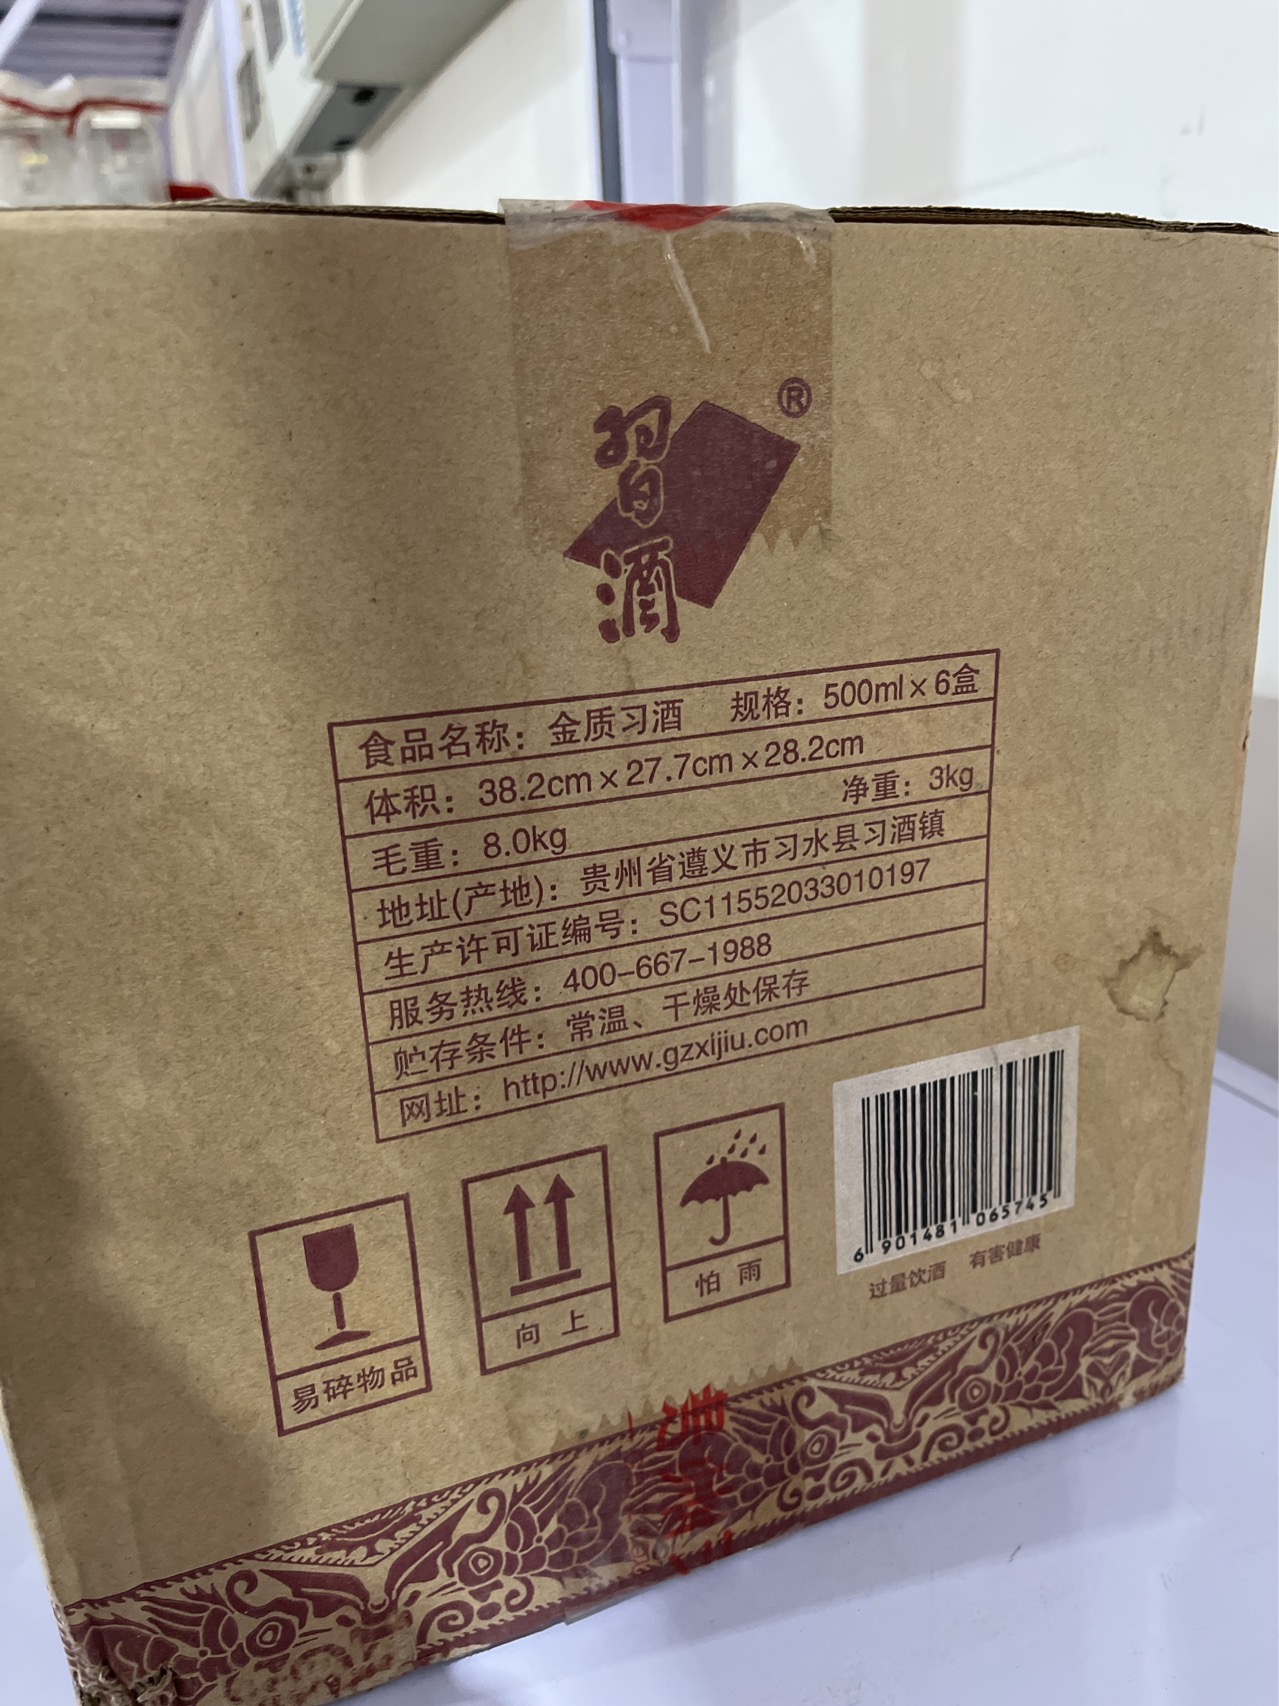 習酒®
食品名称：金质习酒 规格：500ml×6盒
体积：38.2cm×27.7cm×28.2cm
毛重：8.0kg 净重：3kg
地址(产地)：贵州省遵义市习水县习酒镇
生产许可证编号：SC11552033010197
服务热线：400-667-1988
贮存条件：常温、干燥处保存
网址：http://www.gzxijiu.com
易碎物品
向上
怕雨
6 901481 065745
过量饮酒 有害健康